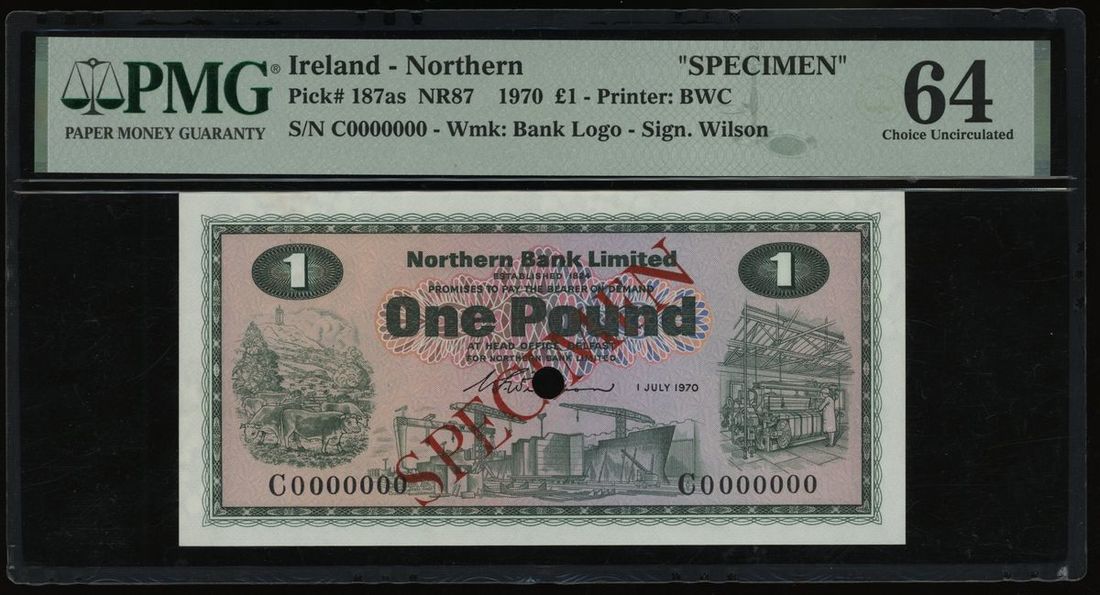 PMG®
PAPER MONEY GUARANTY
Ireland - Northern "SPECIMEN"
Pick# 187as NR87 1970 £1 - Printer: BWC
S/N C0000000 - Wmk: Bank Logo - Sign. Wilson
64
Choice Uncirculated
1 1
Northern Bank Limited
ESTABLISHED 1824
PROMISES TO PAY THE BEARER ON DEMAND
One Pound
AT HEAD OFFICE BELFAST
FOR NORTHERN BANK LIMITED
1 JULY 1970
SPECIMEN
C0000000 C0000000